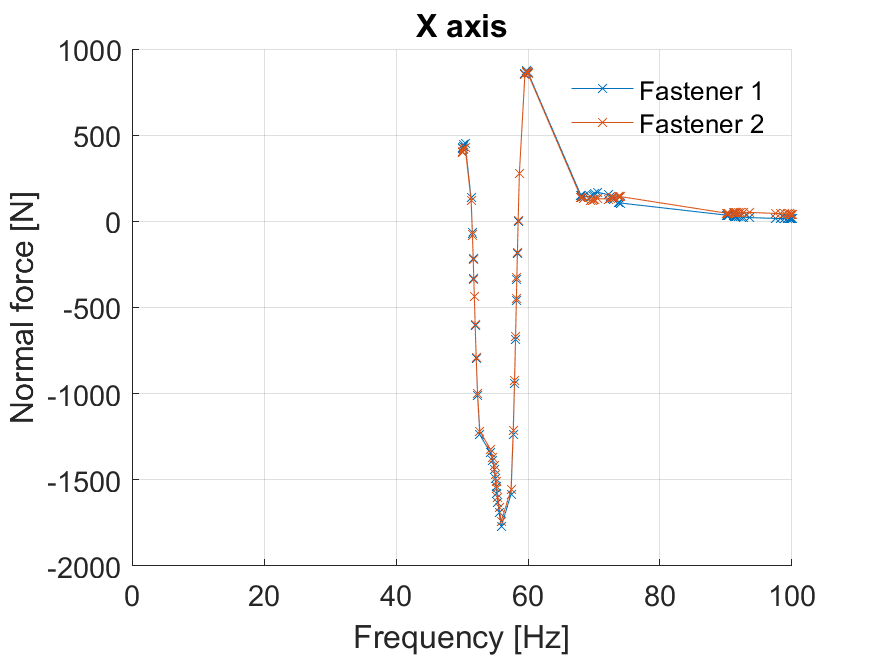 X axis
1000
500
0
-500
-1000
-1500
-2000
Normal force [N]
Fastener 1
Fastener 2
0 20 40 60 80 100
Frequency [Hz]